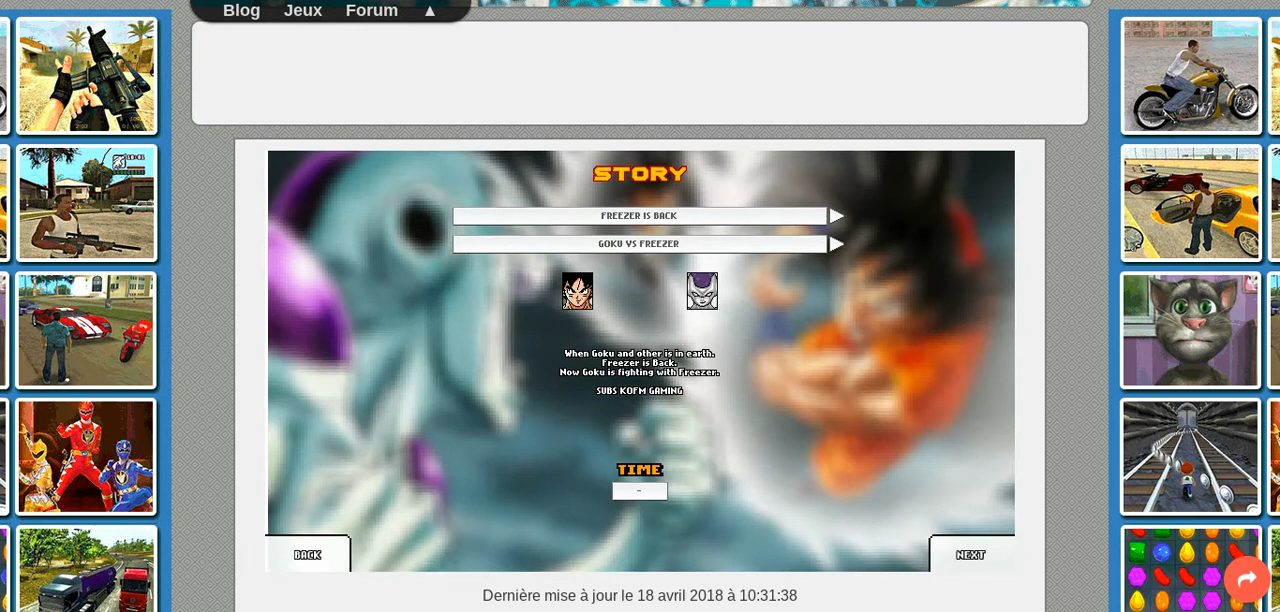 Blog Jeux Forum ▲
STORY
FREEZER IS BACK
GOKU VS FREEZER
When Goku and other is in earth.
Freezer is Back.
Now Goku is fighting with Freezer.
SUBS KOFM GAMING
TIME
-
BACK
NEXT
Dernière mise à jour le 18 avril 2018 à 10:31:38